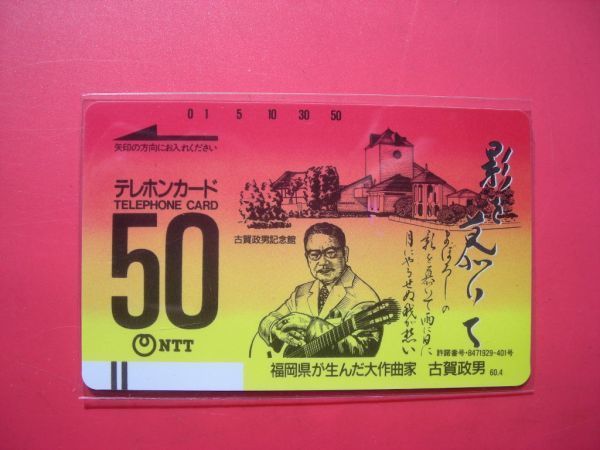 0 1 5 10 30 50
矢印の方向にお入れください
テレホンカード
TELEPHONE CARD
50
NTT
古賀政男記念館
影を慕いて
まぼろしの
影を慕いて雨に日に
月にやるせぬ我が想い
許諾番号・8471929-401号
福岡県が生んだ大作曲家 古賀政男
60.4